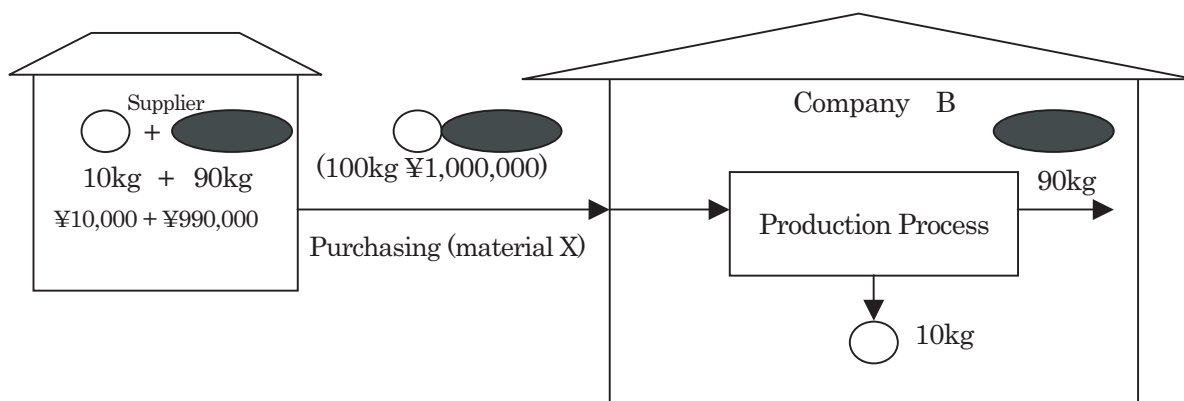 Supplier
+
10kg + 90kg
¥10,000 + ¥990,000
(100kg ¥1,000,000)
Purchasing (material X)
Company B
90kg
Production Process
10kg